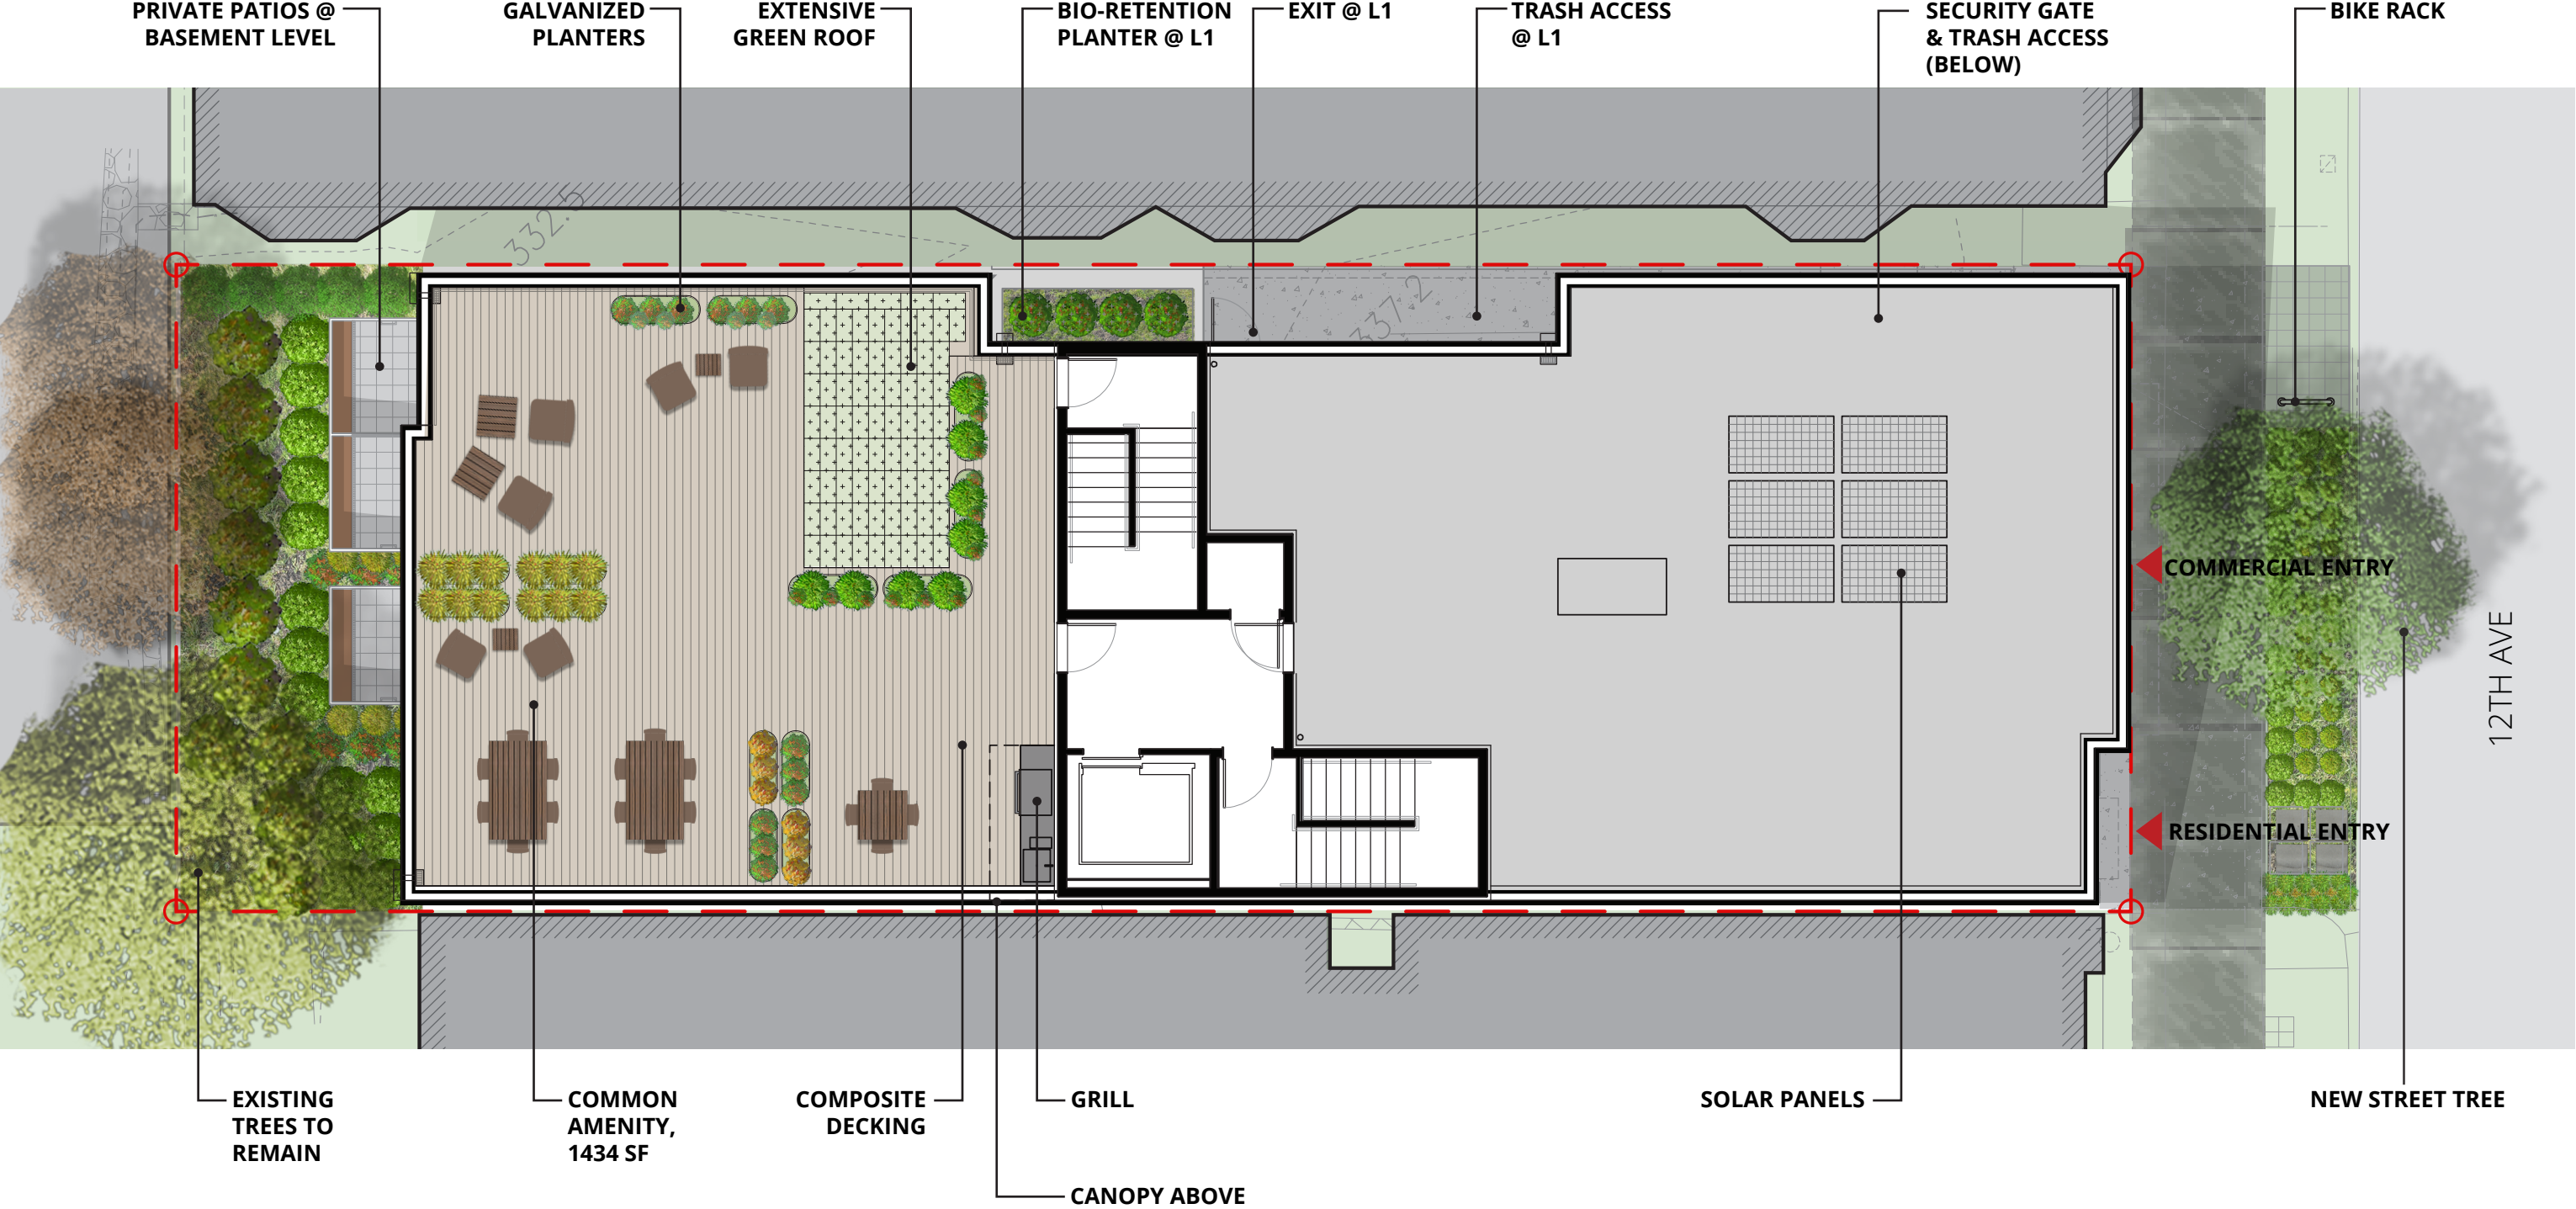 PRIVATE PATIOS @
BASEMENT LEVEL
GALVANIZED
PLANTERS
EXTENSIVE
GREEN ROOF
BIO-RETENTION
PLANTER @ L1
EXIT @ L1
TRASH ACCESS
@ L1
SECURITY GATE
& TRASH ACCESS
(BELOW)
BIKE RACK
332.5
337.2
COMMERCIAL ENTRY
12TH AVE
RESIDENTIAL ENTRY
EXISTING
TREES TO
REMAIN
COMMON
AMENITY,
1434 SF
COMPOSITE
DECKING
GRILL
SOLAR PANELS
NEW STREET TREE
CANOPY ABOVE